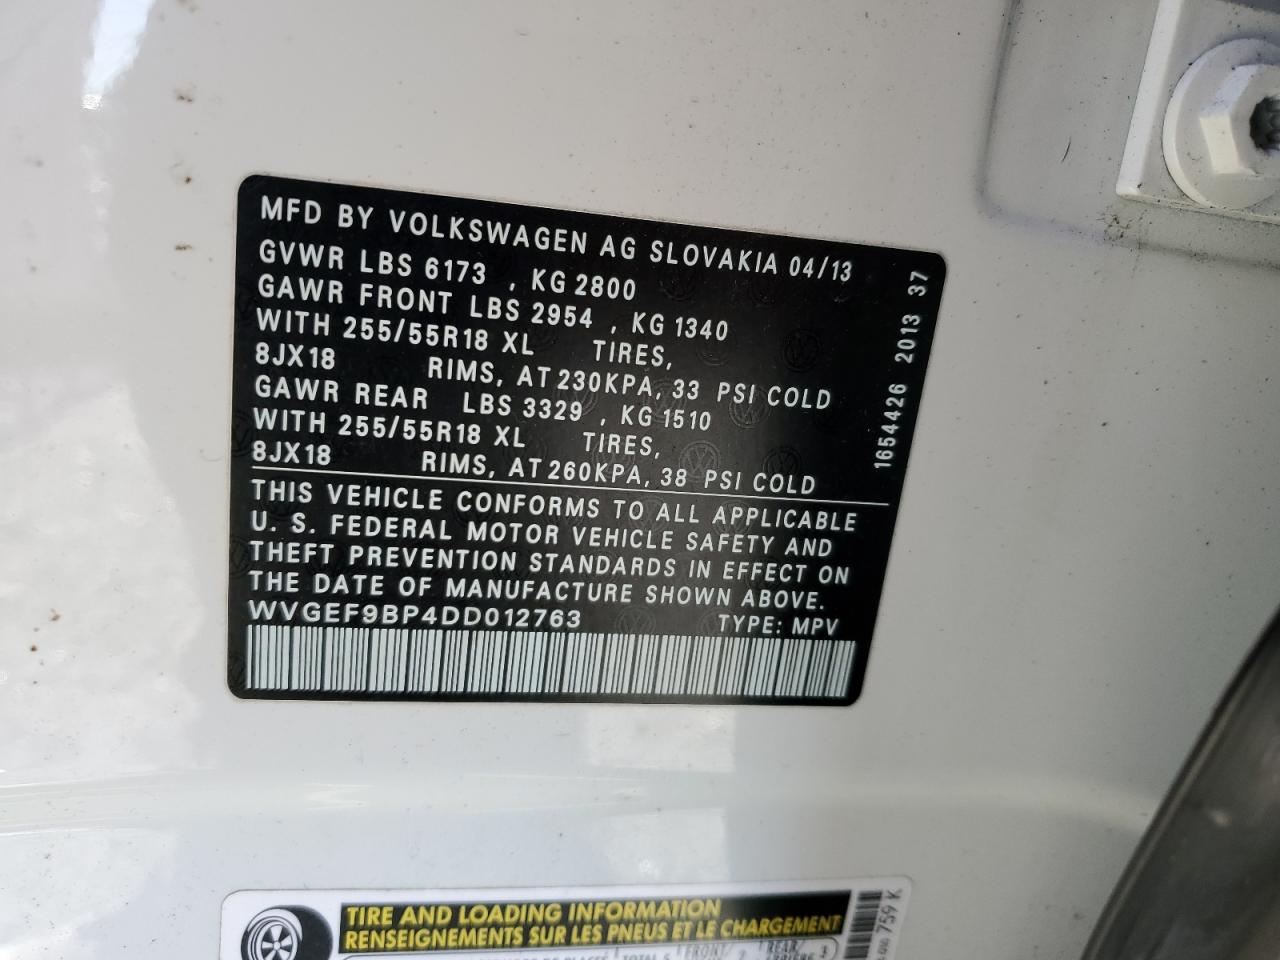 MFD BY VOLKSWAGEN AG SLOVAKIA 04/13
GVWR LBS 6173 , KG 2800
GAWR FRONT LBS 2954 , KG 1340
WITH 255/55R18 XL TIRES,
8JX18 RIMS, AT 230KPA, 33 PSI COLD
GAWR REAR LBS 3329 , KG 1510
WITH 255/55R18 XL TIRES,
8JX18 RIMS, AT 260KPA, 38 PSI COLD
THIS VEHICLE CONFORMS TO ALL APPLICABLE
U. S. FEDERAL MOTOR VEHICLE SAFETY AND
THEFT PREVENTION STANDARDS IN EFFECT ON
THE DATE OF MANUFACTURE SHOWN ABOVE.
WVGEF9BP4DD012763 TYPE: MPV
1654426 2013 37
TIRE AND LOADING INFORMATION
RENSEIGNEMENTS SUR LES PNEUS ET LE CHARGEMENT
759 K